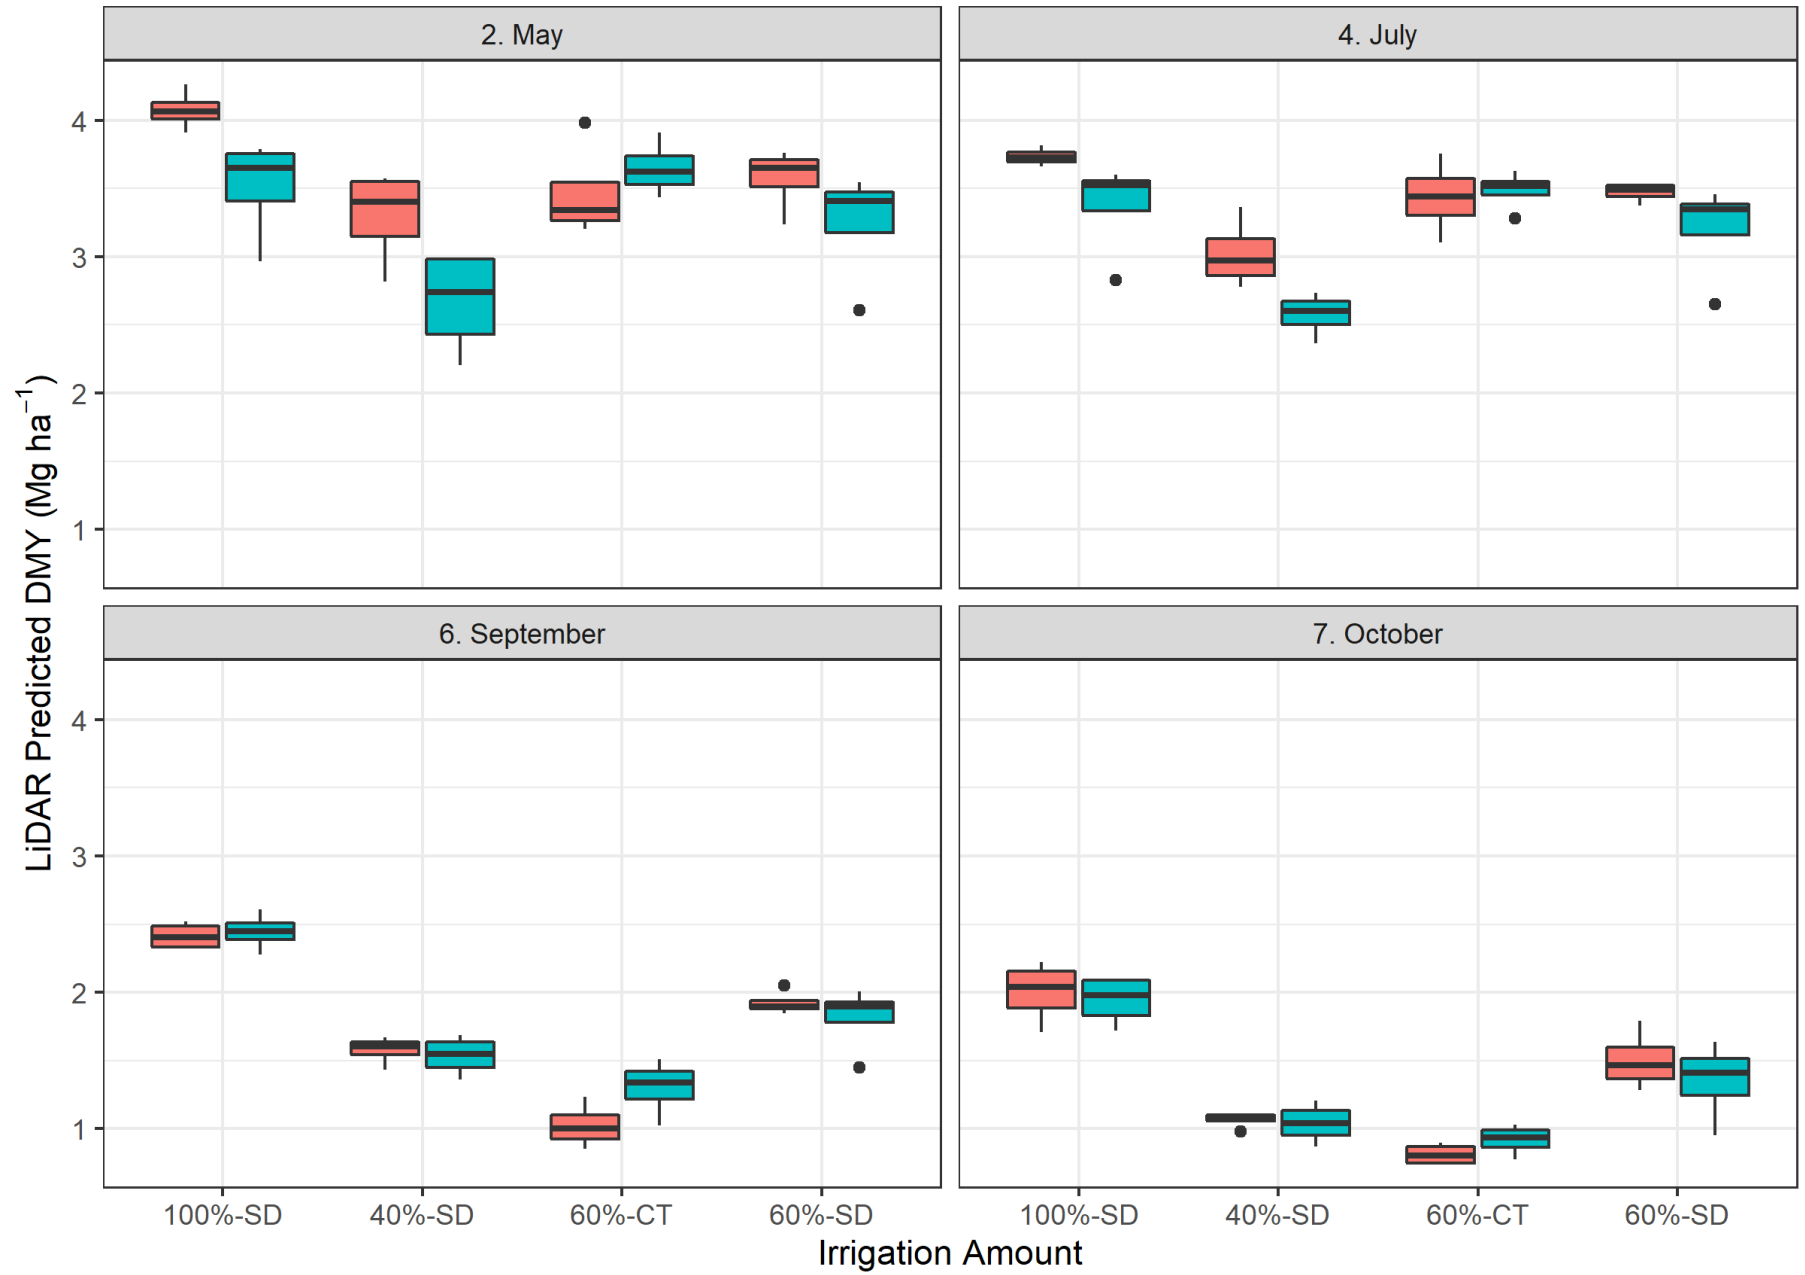 2. May
4. July
4
3
2
1
6. September
7. October
4
3
2
1
100%-SD 40%-SD 60%-CT 60%-SD
100%-SD 40%-SD 60%-CT 60%-SD
Irrigation Amount
LiDAR Predicted DMY (Mg ha⁻¹)